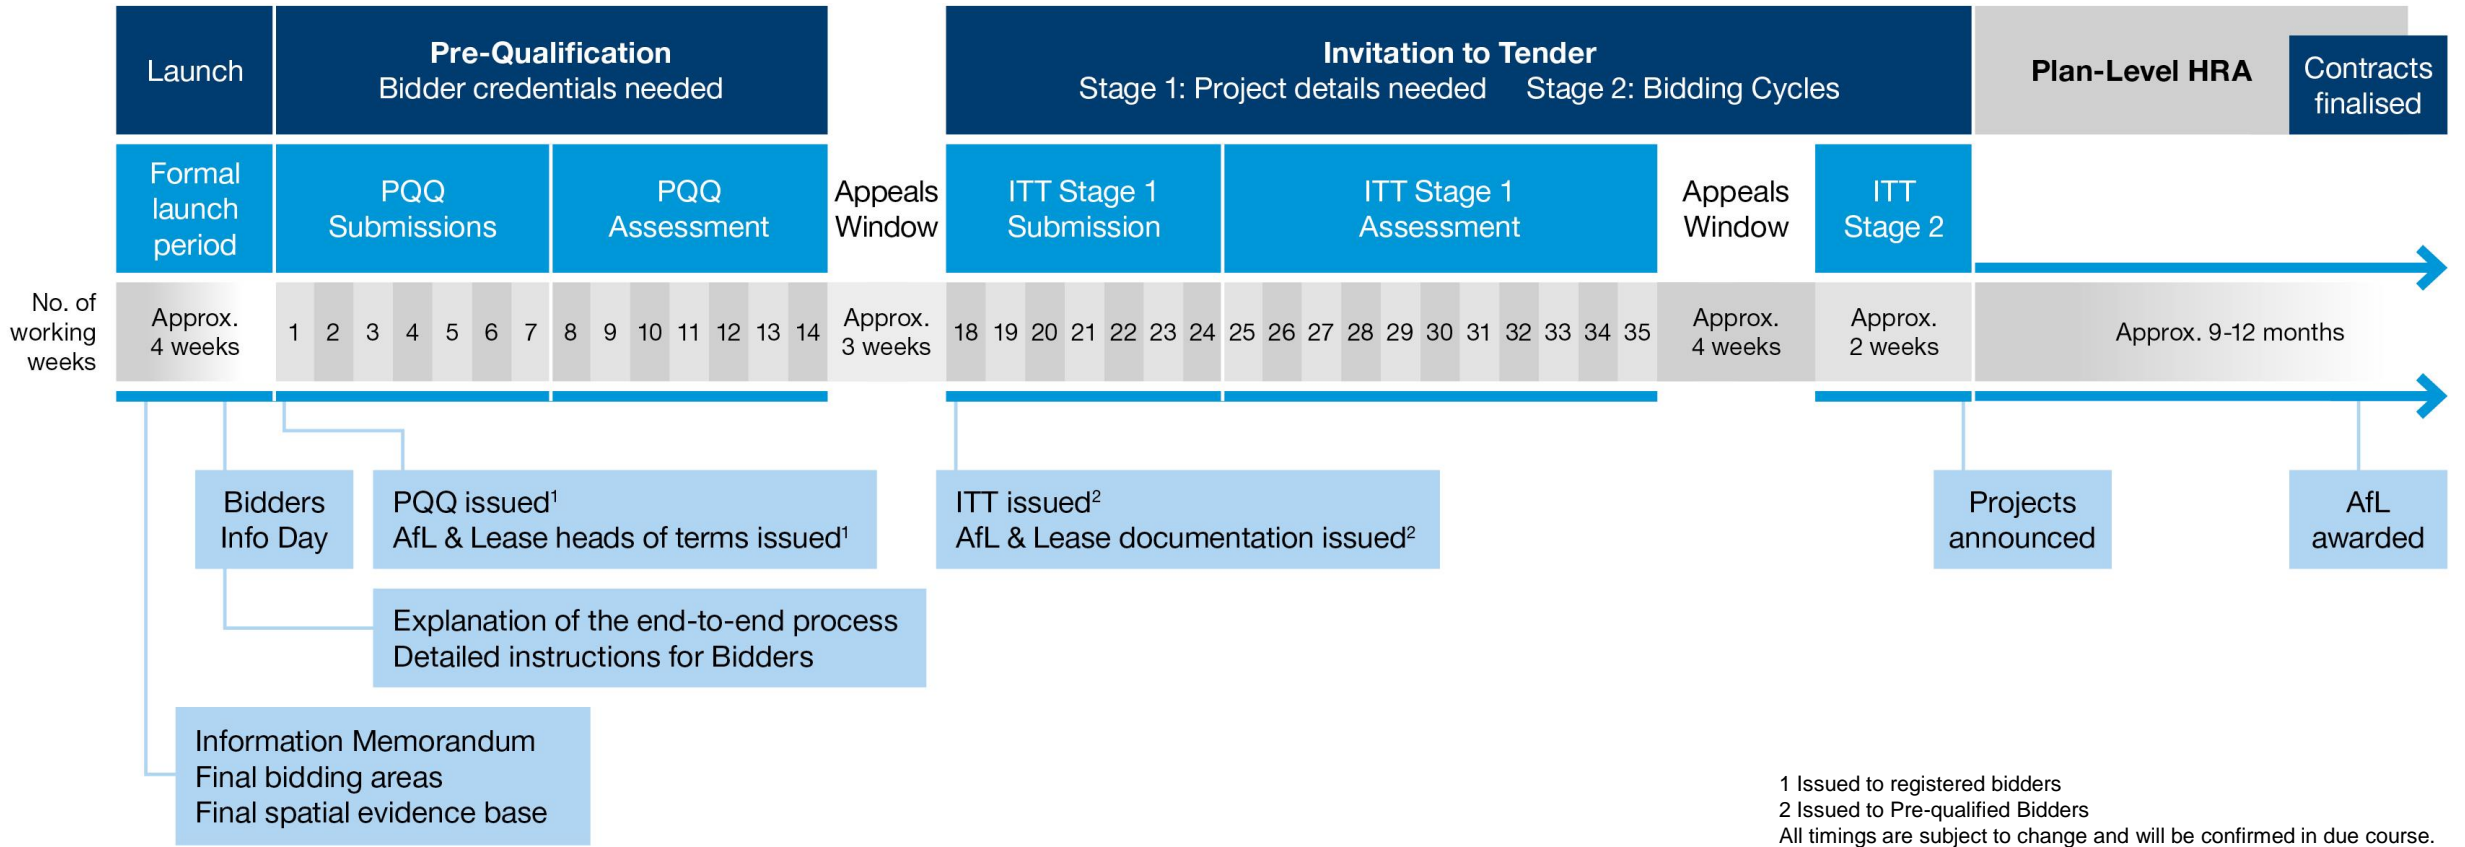 Launch
Pre-Qualification
Bidder credentials needed
Invitation to Tender
Stage 1: Project details needed Stage 2: Bidding Cycles
Plan-Level HRA
Contracts
finalised
Formal
launch
period
PQQ
Submissions
PQQ
Assessment
Appeals
Window
ITT Stage 1
Submission
ITT Stage 1
Assessment
Appeals
Window
ITT
Stage 2
No. of
working
weeks
Approx.
4 weeks
1 2 3 4 5 6 7 8 9 10 11 12 13 14
Approx.
3 weeks
18 19 20 21 22 23 24 25 26 27 28 29 30 31 32 33 34 35
Approx.
4 weeks
Approx.
2 weeks
Approx. 9-12 months
Bidders
Info Day
PQQ issued¹
AfL & Lease heads of terms issued¹
ITT issued²
AfL & Lease documentation issued²
Projects
announced
AfL
awarded
Explanation of the end-to-end process
Detailed instructions for Bidders
Information Memorandum
Final bidding areas
Final spatial evidence base
1 Issued to registered bidders
2 Issued to Pre-qualified Bidders
All timings are subject to change and will be confirmed in due course.